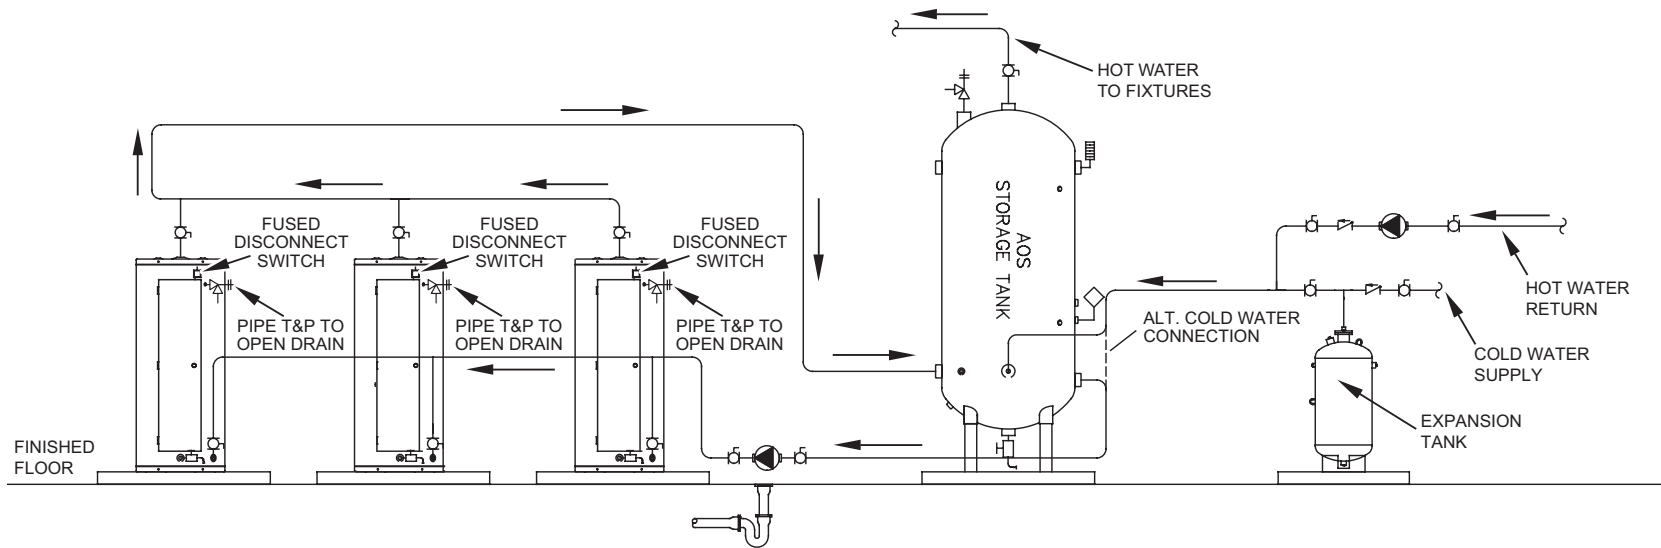 HOT WATER
TO FIXTURES
FUSED
DISCONNECT
SWITCH
FUSED
DISCONNECT
SWITCH
FUSED
DISCONNECT
SWITCH
AOS
STORAGE TANK
PIPE T&P TO
OPEN DRAIN
PIPE T&P TO
OPEN DRAIN
PIPE T&P TO
OPEN DRAIN
ALT. COLD WATER
CONNECTION
HOT WATER
RETURN
COLD WATER
SUPPLY
EXPANSION
TANK
FINISHED
FLOOR